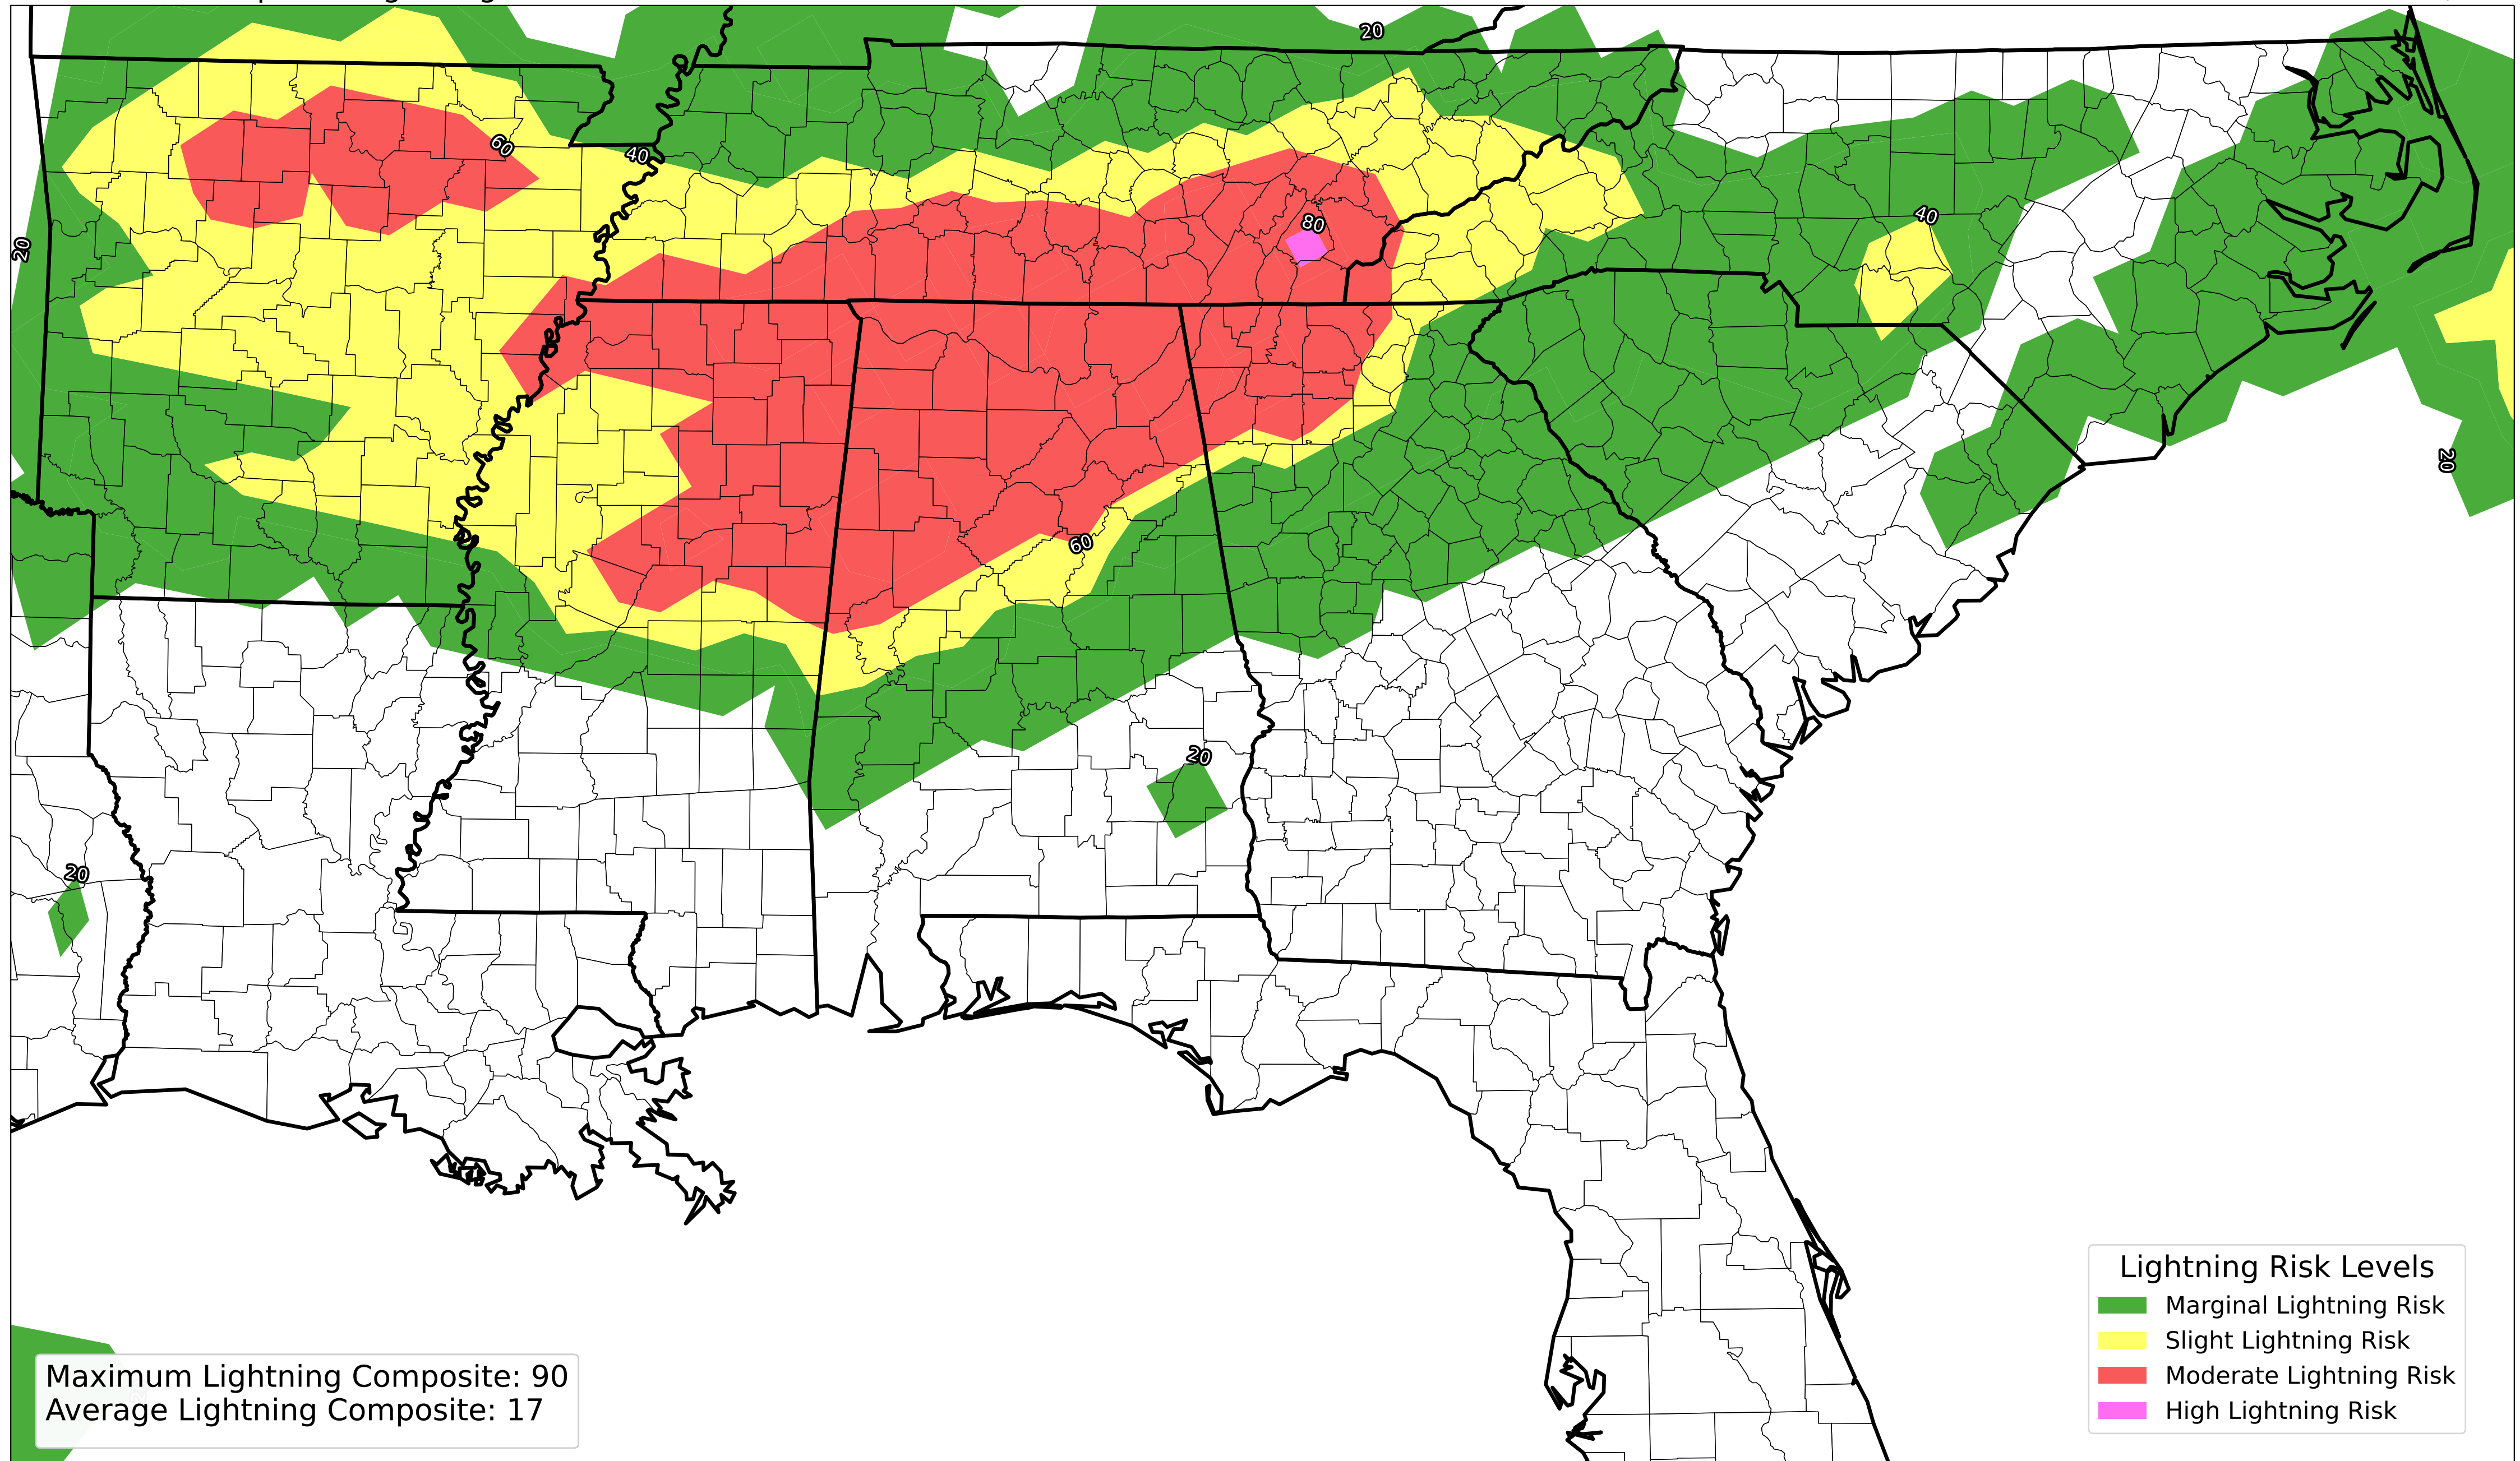 20
40
60
20
80
40
60
20
20
20
Lightning Risk Levels
Marginal Lightning Risk
Slight Lightning Risk
Moderate Lightning Risk
High Lightning Risk
Maximum Lightning Composite: 90
Average Lightning Composite: 17